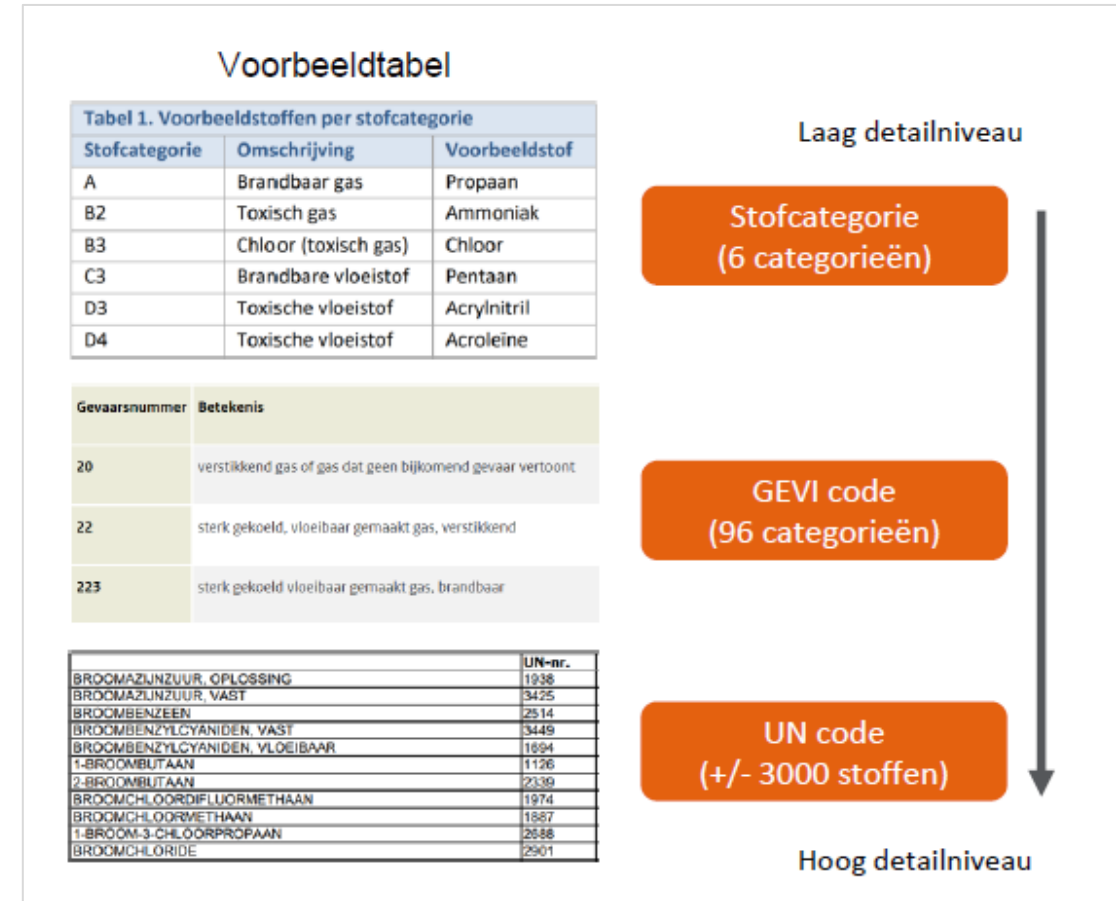 Voorbeeldtabel
Tabel 1. Voorbeeldstoffen per stofcategorie
Stofcategorie Omschrijving Voorbeeldstof
A Brandbaar gas Propaan
B2 Toxisch gas Ammoniak
B3 Chloor (toxisch gas) Chloor
C3 Brandbare vloeistof Pentaan
D3 Toxische vloeistof Acrylnitril
D4 Toxische vloeistof Acroleïne
Gevaarsnummer Betekenis
20 verstikkend gas of gas dat geen bijkomend gevaar vertoont
22 sterk gekoeld, vloeibaar gemaakt gas, verstikkend
223 sterk gekoeld vloeibaar gemaakt gas, brandbaar
UN-nr.
BROOMAZIJNZUUR, OPLOSSING 1938
BROOMAZIJNZUUR, VAST 3425
BROOMBENZEEN 2514
BROOMBENZYLCYANIDEN, VAST 3449
BROOMBENZYLCYANIDEN, VLOEIBAAR 1694
1-BROOMBUTAAN 1126
2-BROOMBUTAAN 2339
BROOMCHLOORDIFLUORMETHAAN 1974
BROOMCHLOORMETHAAN 1887
1-BROOM-3-CHLOORPROPAAN 2688
BROOMCHLORIDE 2901
Laag detailniveau
Stofcategorie
(6 categorieën)
GEVI code
(96 categorieën)
UN code
(+/- 3000 stoffen)
Hoog detailniveau